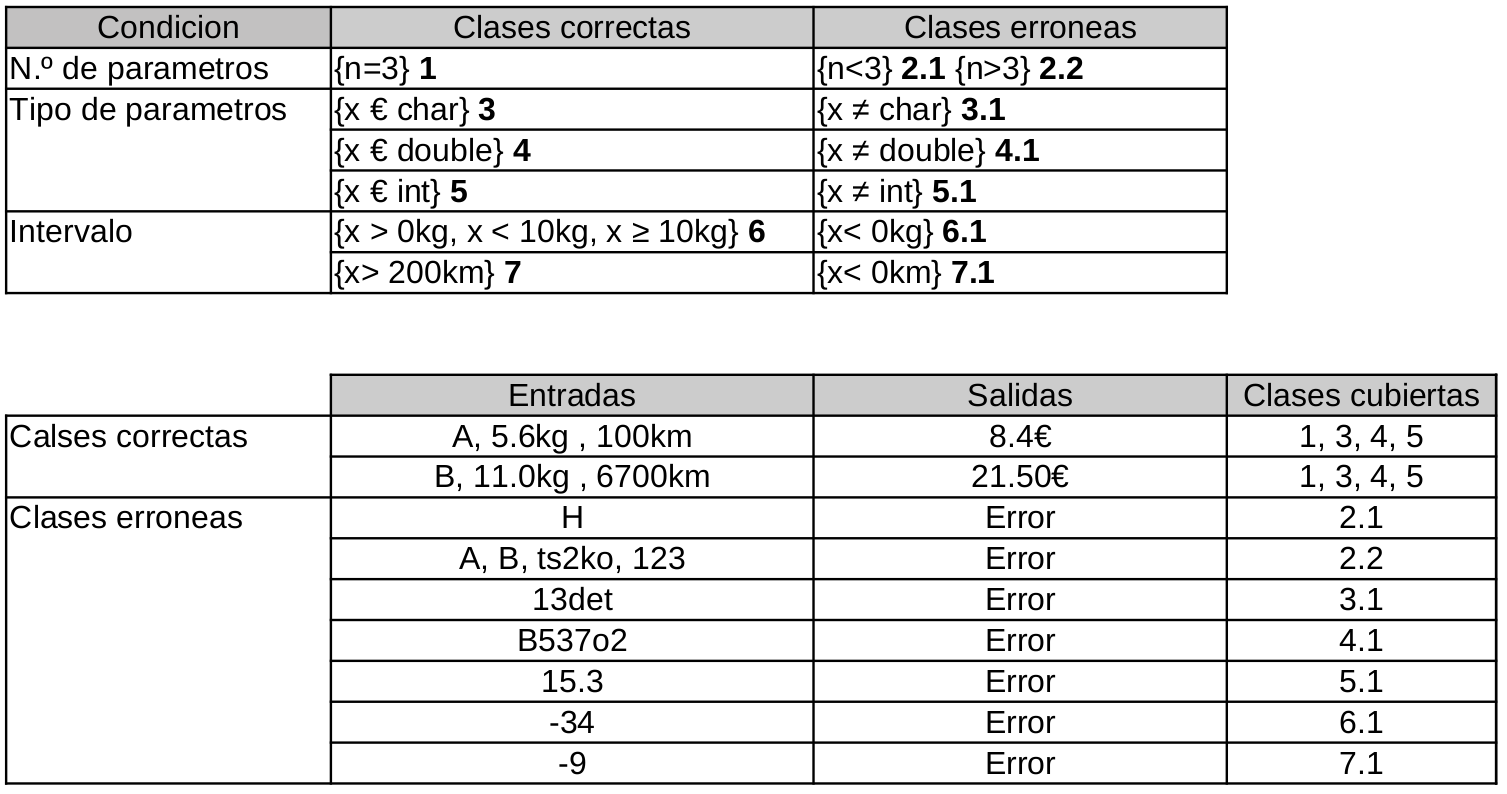 Condicion Clases correctas Clases erroneas
N.º de parametros {n=3} 1 {n<3} 2.1 {n>3} 2.2
Tipo de parametros {x € char} 3 {x ≠ char} 3.1
{x € double} 4 {x ≠ double} 4.1
{x € int} 5 {x ≠ int} 5.1
Intervalo {x > 0kg, x < 10kg, x ≥ 10kg} 6 {x< 0kg} 6.1
{x> 200km} 7 {x< 0km} 7.1
Entradas Salidas Clases cubiertas
Calses correctas A, 5.6kg , 100km 8.4€ 1, 3, 4, 5
B, 11.0kg , 6700km 21.50€ 1, 3, 4, 5
Clases erroneas H Error 2.1
A, B, ts2ko, 123 Error 2.2
13det Error 3.1
B537o2 Error 4.1
15.3 Error 5.1
-34 Error 6.1
-9 Error 7.1